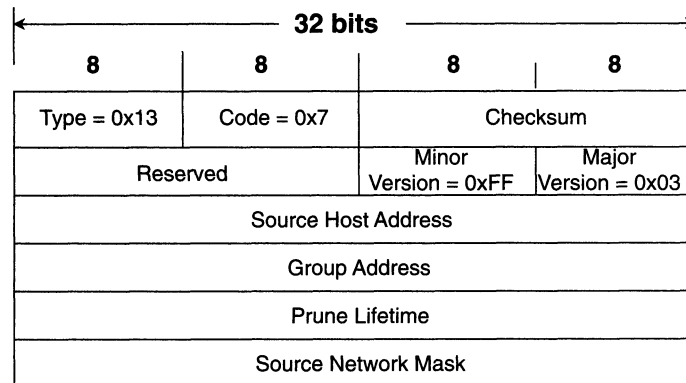 32 bits
8 8 8 8
Type = 0x13 Code = 0x7 Checksum
Reserved Minor Version = 0xFF Major Version = 0x03
Source Host Address
Group Address
Prune Lifetime
Source Network Mask